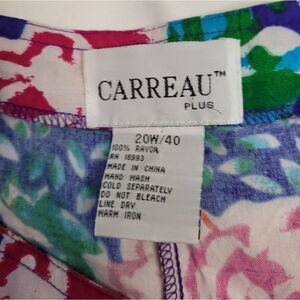 CARREAU™
PLUS
20W/40
100% RAYON
RN 16993
MADE IN CHINA
HAND WASH
COLD SEPARATELY
DO NOT BLEACH
LINE DRY
WARM IRON